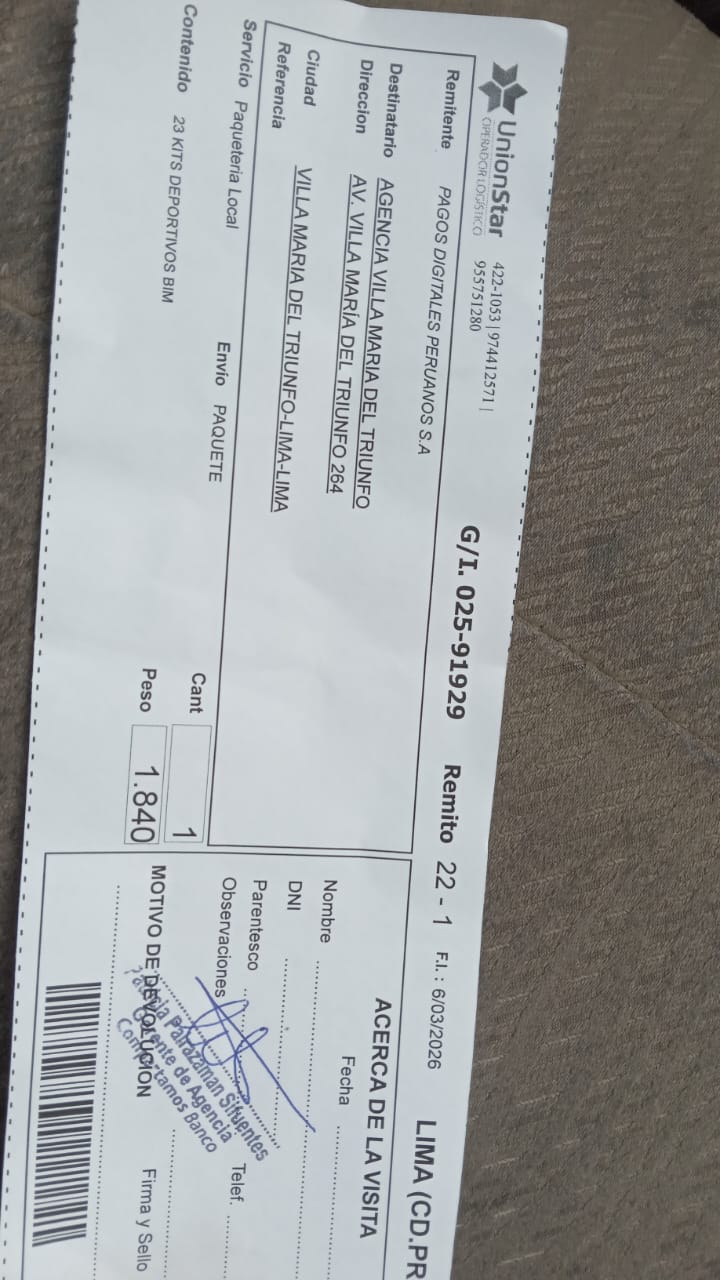 UnionStar
OPERADOR LOGÍSTICO
422-1053 | 974412571 |
955751280
G/I. 025-91929
Remito 22 - 1
F.I.: 6/03/2026
LIMA (CD.PR
Remitente PAGOS DIGITALES PERUANOS S.A
Destinatario AGENCIA VILLA MARIA DEL TRIUNFO
Direccion AV. VILLA MARÍA DEL TRIUNFO 264
Ciudad VILLA MARIA DEL TRIUNFO-LIMA-LIMA
Referencia
Servicio Paqueteria Local
Envío PAQUETE
Contenido 23 KITS DEPORTIVOS BIM
Cant 1
Peso 1.840
ACERCA DE LA VISITA
Fecha
Nombre
DNI
Parentesco
Telef.
Observaciones
MOTIVO DE DEVOLUCIÓN
Firma y Sello
Sifuentes
Gerente de Agencia
Compartamos Banco